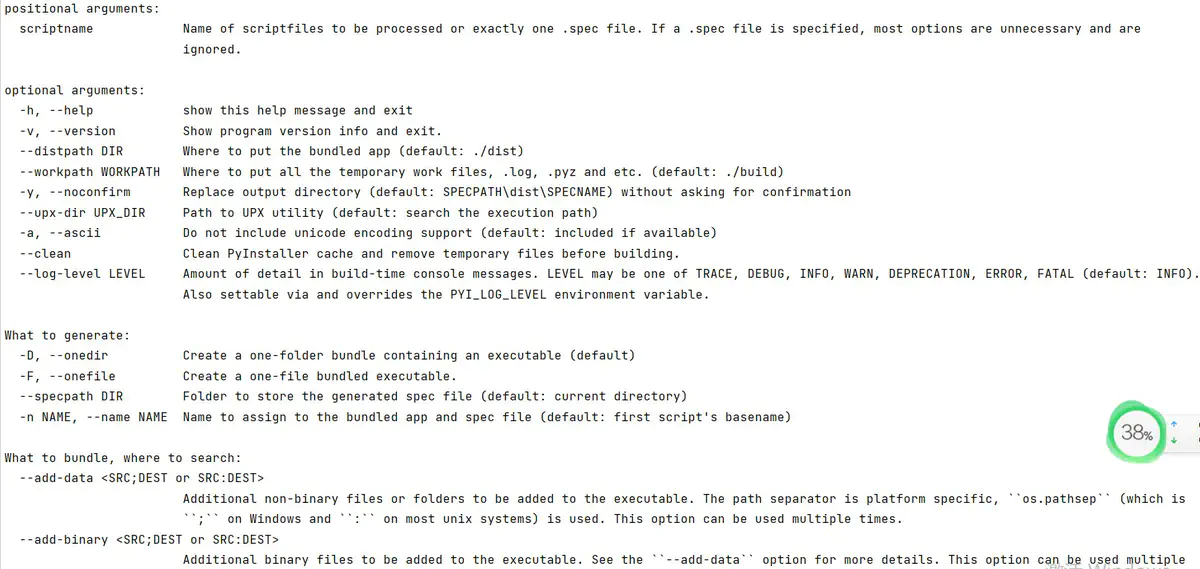 positional arguments:
scriptname Name of scriptfiles to be processed or exactly one .spec file. If a .spec file is specified, most options are unnecessary and are
ignored.
optional arguments:
-h, --help show this help message and exit
-v, --version Show program version info and exit.
--distpath DIR Where to put the bundled app (default: ./dist)
--workpath WORKPATH Where to put all the temporary work files, .log, .pyz and etc. (default: ./build)
-y, --noconfirm Replace output directory (default: SPECPATH\dist\SPECNAME) without asking for confirmation
--upx-dir UPX_DIR Path to UPX utility (default: search the execution path)
-a, --ascii Do not include unicode encoding support (default: included if available)
--clean Clean PyInstaller cache and remove temporary files before building.
--log-level LEVEL Amount of detail in build-time console messages. LEVEL may be one of TRACE, DEBUG, INFO, WARN, DEPRECATION, ERROR, FATAL (default: INFO).
Also settable via and overrides the PYI_LOG_LEVEL environment variable.
What to generate:
-D, --onedir Create a one-folder bundle containing an executable (default)
-F, --onefile Create a one-file bundled executable.
--specpath DIR Folder to store the generated spec file (default: current directory)
-n NAME, --name NAME Name to assign to the bundled app and spec file (default: first script's basename)
38%
What to bundle, where to search:
--add-data <SRC;DEST or SRC:DEST>
Additional non-binary files or folders to be added to the executable. The path separator is platform specific, ``os.pathsep`` (which is
``;`` on Windows and ``:`` on most unix systems) is used. This option can be used multiple times.
--add-binary <SRC;DEST or SRC:DEST>
Additional binary files to be added to the executable. See the ``--add-data`` option for more details. This option can be used multiple